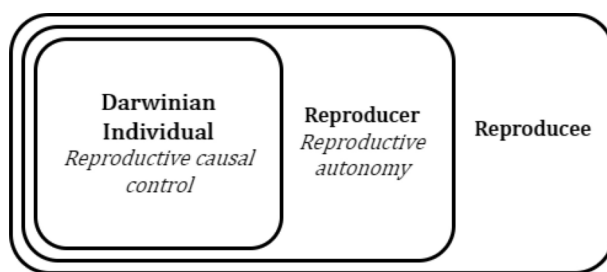 Darwinian
Individual
Reproductive causal
control
Reproducer
Reproductive
autonomy
Reproducee